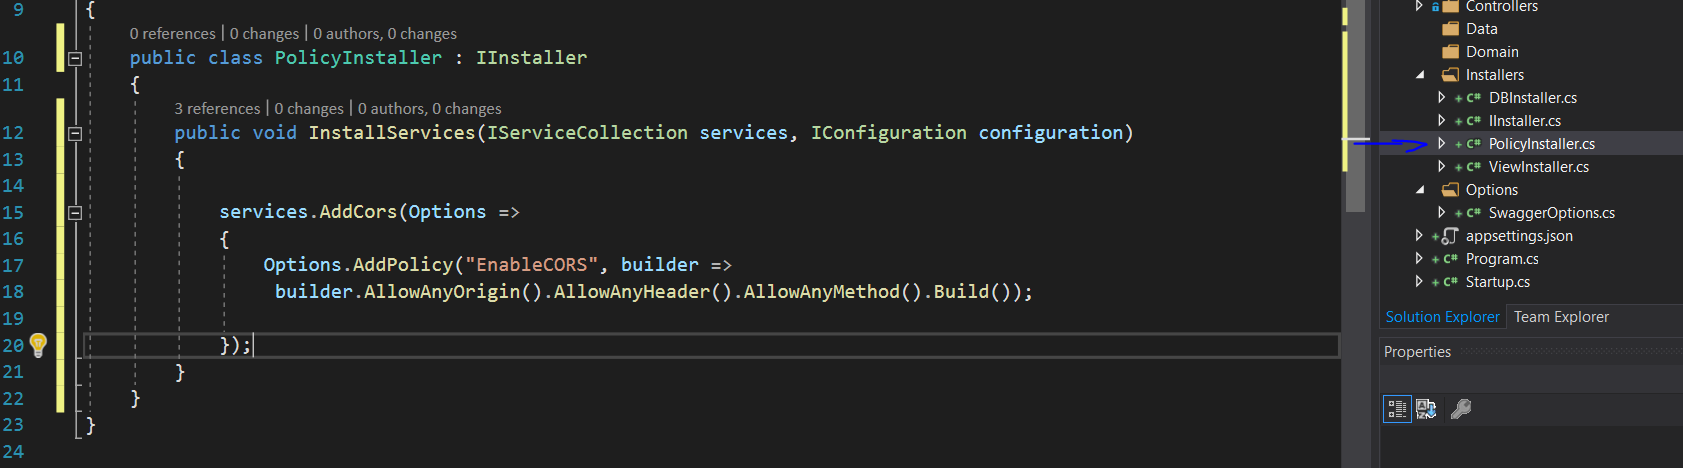 9 {
0 references | 0 changes | 0 authors, 0 changes
10 public class PolicyInstaller : IInstaller
11 {
3 references | 0 changes | 0 authors, 0 changes
12 public void InstallServices(IServiceCollection services, IConfiguration configuration)
13 {
14
15 services.AddCors(Options =>
16 {
17 Options.AddPolicy("EnableCORS", builder =>
18 builder.AllowAnyOrigin().AllowAnyHeader().AllowAnyMethod().Build());
19
20 });
21 }
22 }
23 }
24
Controllers
Data
Domain
Installers
C# DBInstaller.cs
C# IInstaller.cs
C# PolicyInstaller.cs
C# ViewInstaller.cs
Options
C# SwaggerOptions.cs
appsettings.json
C# Program.cs
C# Startup.cs
Solution Explorer Team Explorer
Properties